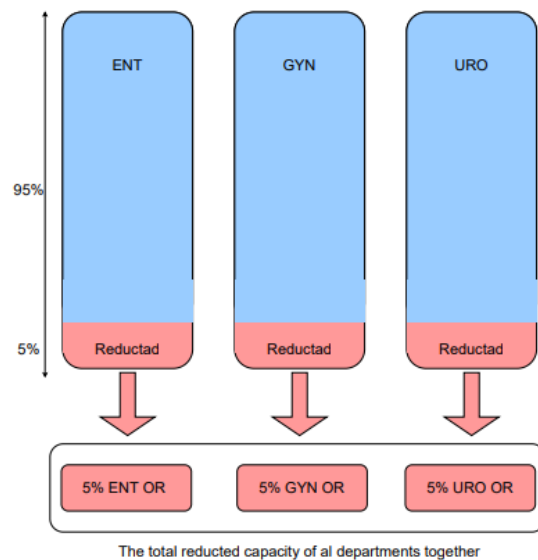 ENT
GYN
URO
95%
5%
Reductad
Reductad
Reductad
5% ENT OR
5% GYN OR
5% URO OR
The total reducted capacity of al departments together